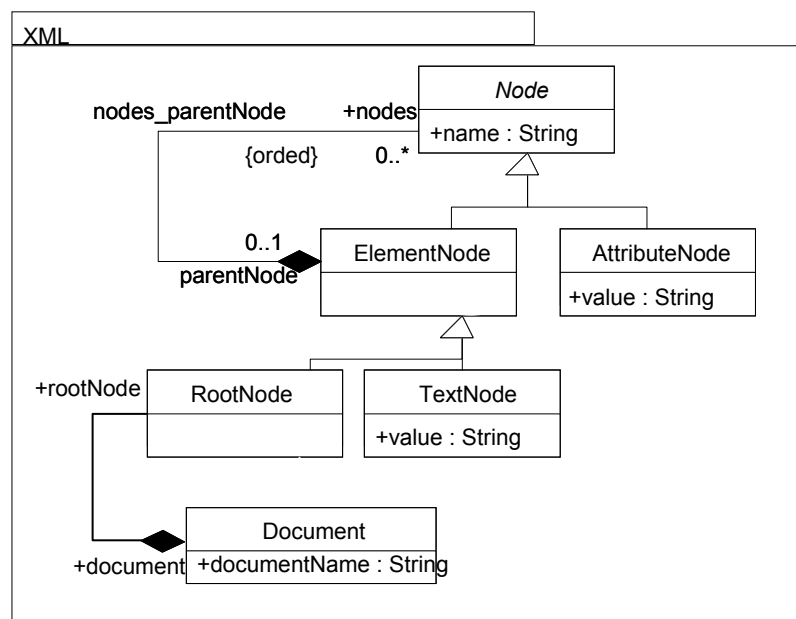 XML
Node
nodes_parentNode
+nodes
+name : String
{orded}
0..*
0..1
ElementNode
AttributeNode
parentNode
+value : String
+rootNode
RootNode
TextNode
+value : String
Document
+document
+documentName : String